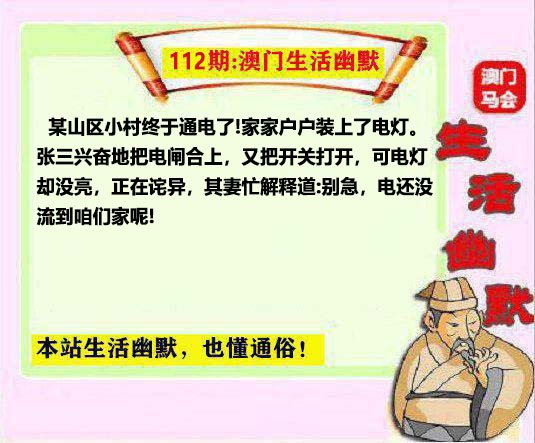 112期:澳门生活幽默
澳门
马会
某山区小村终于通电了!家家户户装上了电灯。
张三兴奋地把电闸合上，又把开关打开，可电灯
却没亮，正在诧异，其妻忙解释道:别急，电还没
流到咱们家呢!
生活幽默
本站生活幽默，也懂通俗！